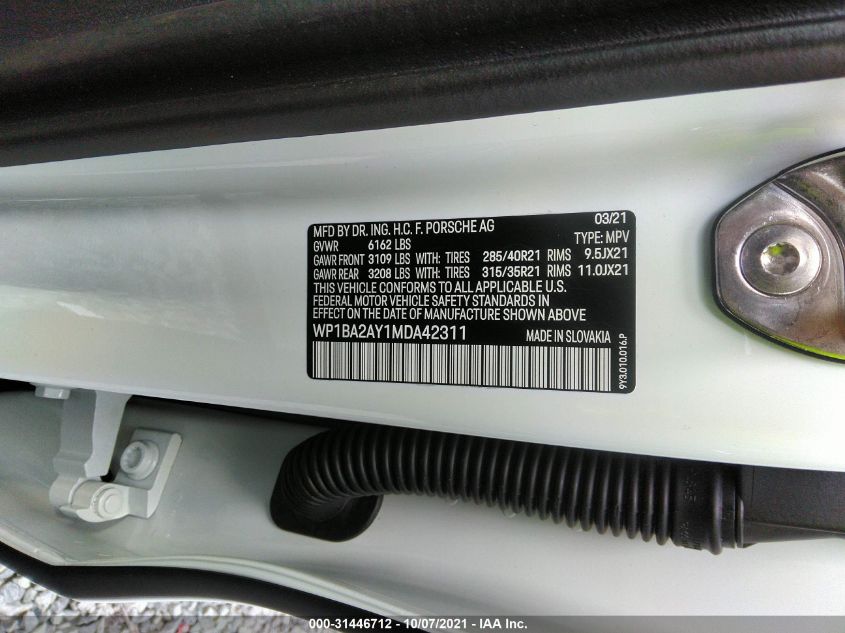 MFD BY DR. ING. H.C. F. PORSCHE AG 03/21
GVWR 6162 LBS TYPE: MPV
GAWR FRONT 3109 LBS WITH: TIRES 285/40R21 RIMS 9.5JX21
GAWR REAR 3208 LBS WITH: TIRES 315/35R21 RIMS 11.0JX21
THIS VEHICLE CONFORMS TO ALL APPLICABLE U.S.
FEDERAL MOTOR VEHICLE SAFETY STANDARDS IN
EFFECT ON THE DATE OF MANUFACTURE SHOWN ABOVE
WP1BA2AY1MDA42311 MADE IN SLOVAKIA
9Y3.010.016.P
000-31446712 - 10/07/2021 - IAA Inc.